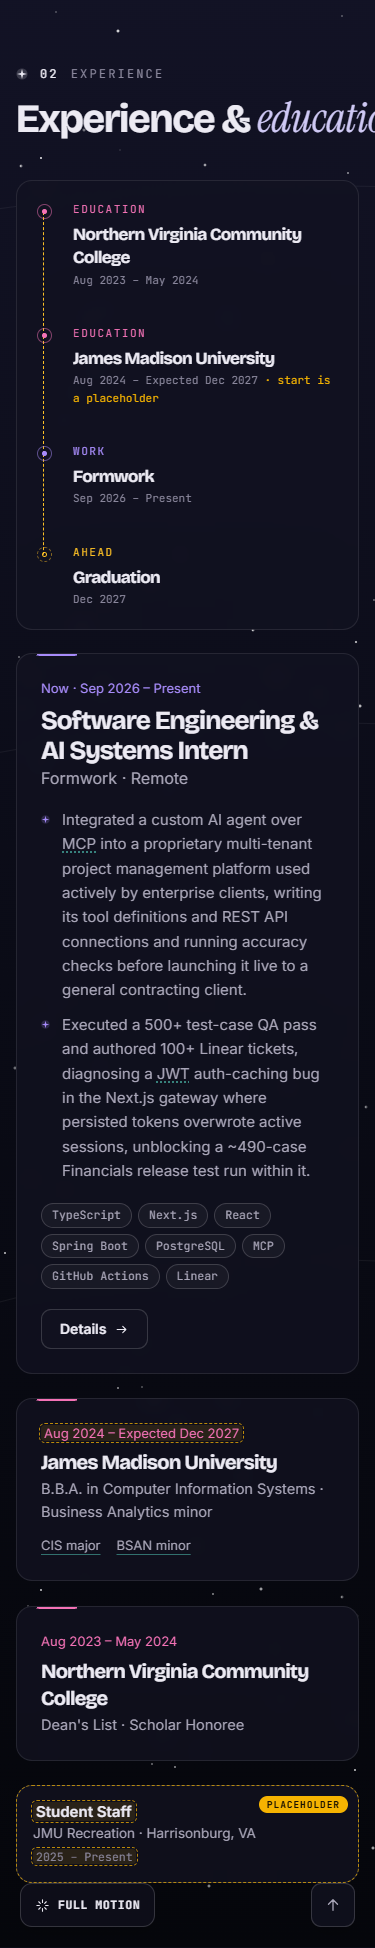 02 EXPERIENCE
Experience & educatio
EDUCATION
Northern Virginia Community
College
Aug 2023 – May 2024
EDUCATION
James Madison University
Aug 2024 – Expected Dec 2027 · start is
a placeholder
WORK
Formwork
Sep 2026 – Present
AHEAD
Graduation
Dec 2027
Now · Sep 2026 – Present
Software Engineering &
AI Systems Intern
Formwork · Remote
Integrated a custom AI agent over
MCP into a proprietary multi-tenant
project management platform used
actively by enterprise clients, writing
its tool definitions and REST API
connections and running accuracy
checks before launching it live to a
general contracting client.
Executed a 500+ test-case QA pass
and authored 100+ Linear tickets,
diagnosing a JWT auth-caching bug
in the Next.js gateway where
persisted tokens overwrote active
sessions, unblocking a ~490-case
Financials release test run within it.
TypeScript Next.js React
Spring Boot PostgreSQL MCP
GitHub Actions Linear
Details →
Aug 2024 – Expected Dec 2027
James Madison University
B.B.A. in Computer Information Systems ·
Business Analytics minor
CIS major BSAN minor
Aug 2023 – May 2024
Northern Virginia Community
College
Dean's List · Scholar Honoree
PLACEHOLDER
Student Staff
JMU Recreation · Harrisonburg, VA
2025 – Present
FULL MOTION ↑